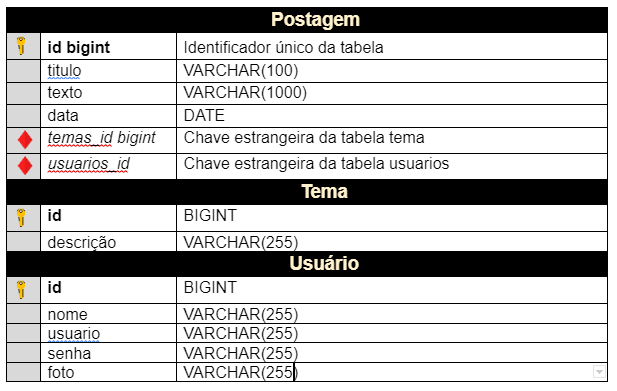 Postagem
id bigint Identificador único da tabela
titulo VARCHAR(100)
texto VARCHAR(1000)
data DATE
temas_id bigint Chave estrangeira da tabela tema
usuarios_id Chave estrangeira da tabela usuarios
Tema
id BIGINT
descrição VARCHAR(255)
Usuário
id BIGINT
nome VARCHAR(255)
usuario VARCHAR(255)
senha VARCHAR(255)
foto VARCHAR(255)